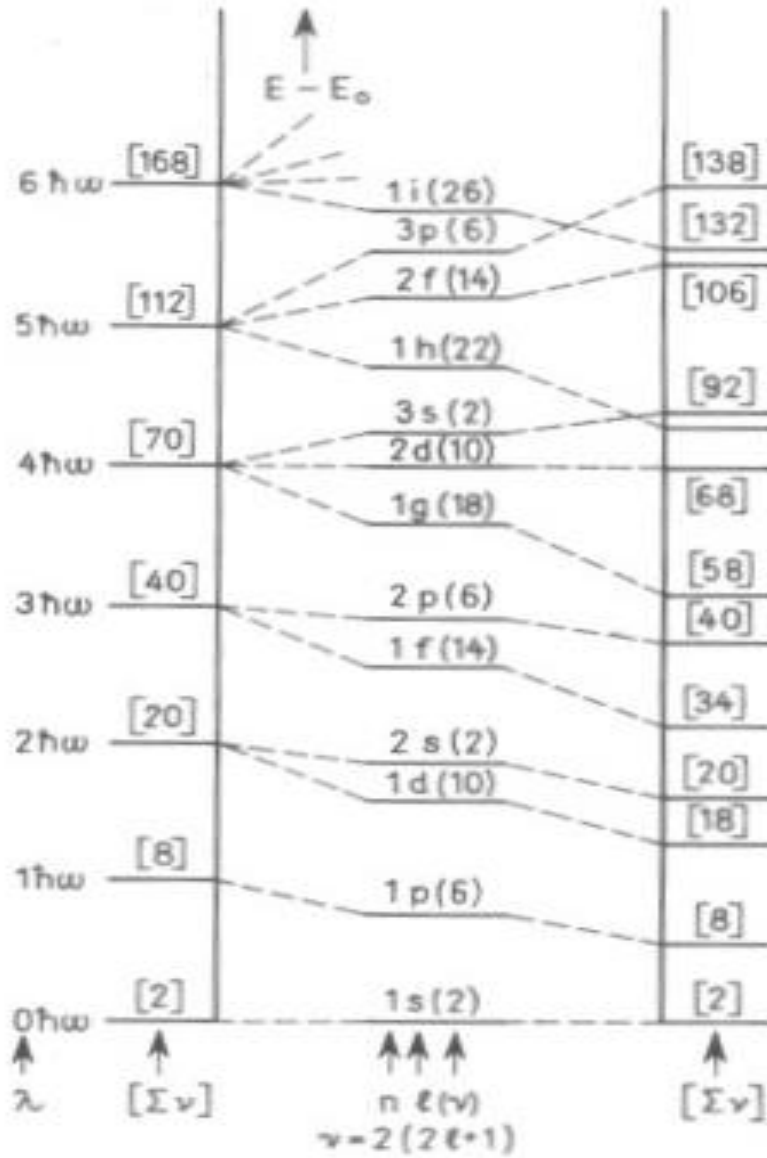 E - E₀
6ħω [168] 1i(26) [138]
3p(6) [132]
5ħω [112] 2f(14) [106]
1h(22) [92]
4ħω [70] 3s(2)
2d(10) [68]
1g(18) [58]
3ħω [40] 2p(6) [40]
1f(14) [34]
2ħω [20] 2s(2) [20]
1d(10) [18]
1ħω [8] 1p(6) [8]
0ħω [2] 1s(2) [2]
λ [Σν] n ℓ(ν) [Σν]
ν=2(2ℓ+1)